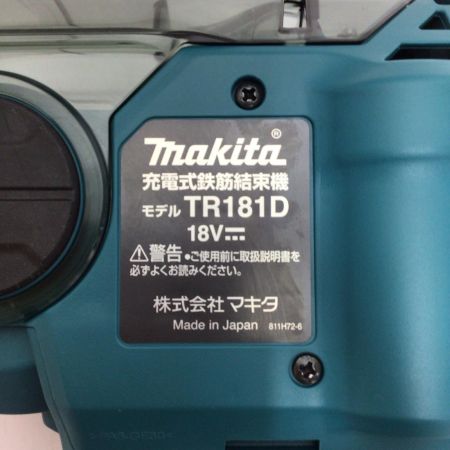 makita®
充電式鉄筋結束機
モデル TR181D
18V⎓
⚠警告 •ご使用前に取扱説明書を
必ずよくお読みください。
株式会社 マキタ
Made in Japan 811H72-6